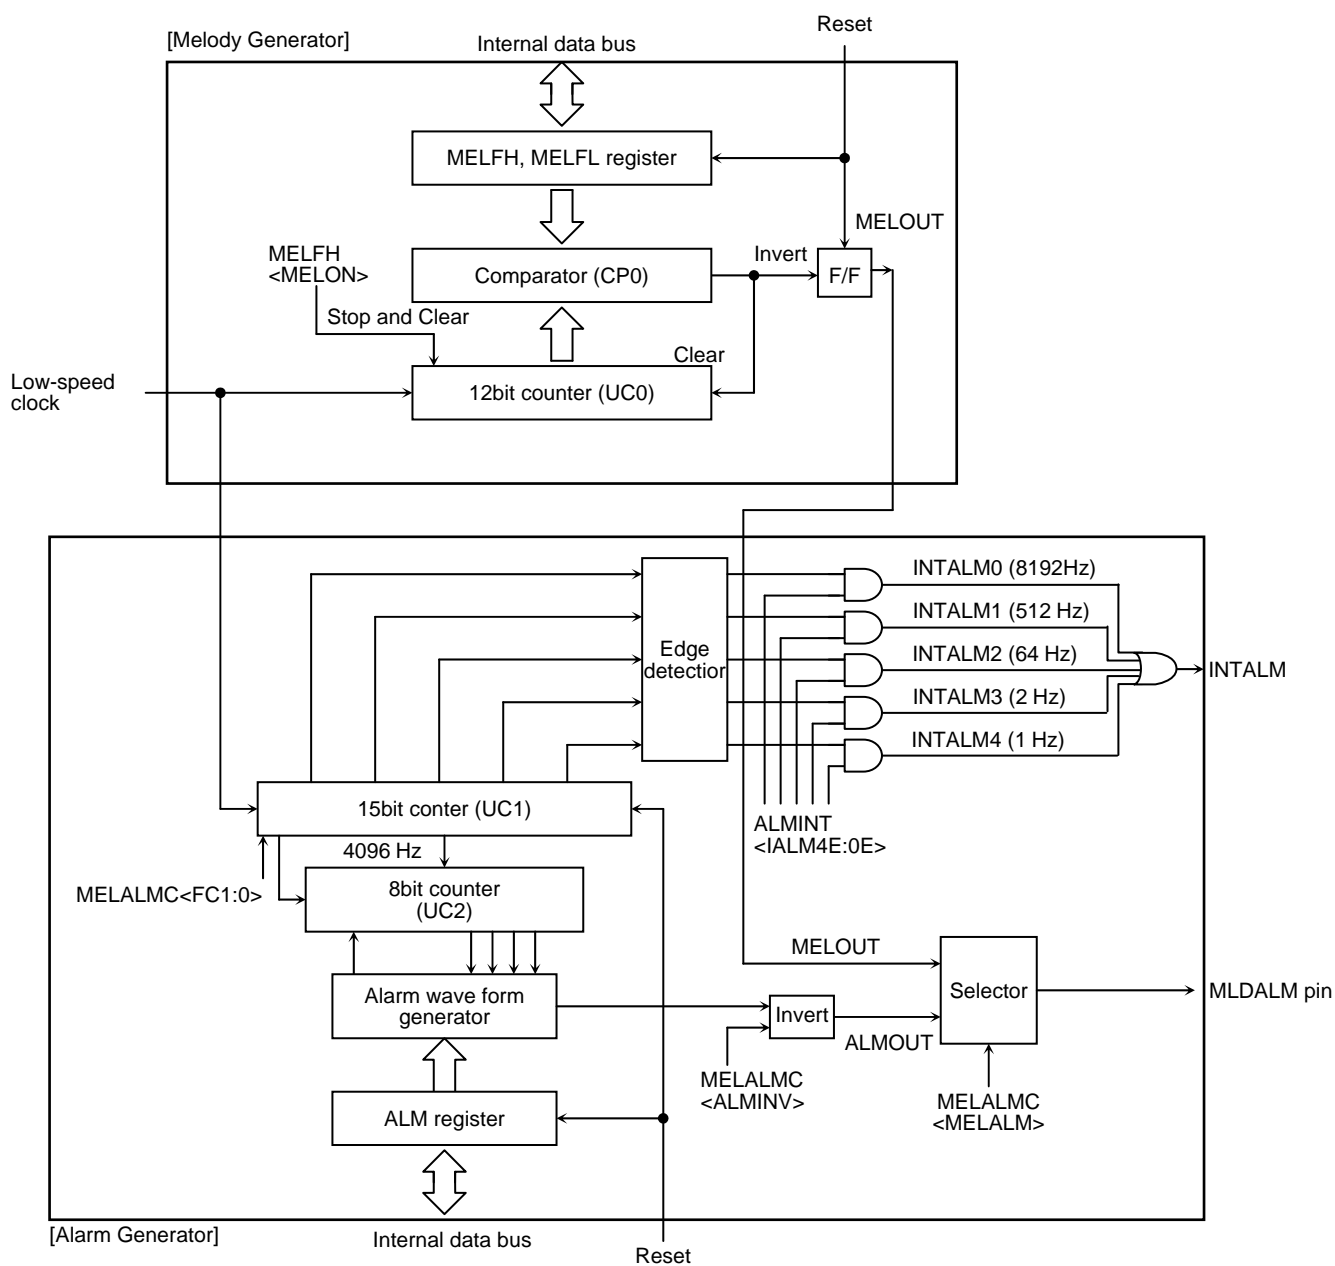 Reset
[Melody Generator]
Internal data bus
MELFH, MELFL register
MELOUT
MELFH
<MELON>
Invert
Comparator (CP0)
F/F
Stop and Clear
Clear
Low-speed
clock
12bit counter (UC0)
INTALM0 (8192Hz)
INTALM1 (512 Hz)
Edge
detection
INTALM2 (64 Hz)
INTALM
INTALM3 (2 Hz)
INTALM4 (1 Hz)
15bit conter (UC1)
ALMINT
<IALM4E:0E>
4096 Hz
MELALMC<FC1:0>
8bit counter
(UC2)
MELOUT
Alarm wave form
generator
Selector
MLDALM pin
Invert
ALMOUT
MELALMC
<ALMINV>
MELALMC
<MELALM>
ALM register
[Alarm Generator]
Internal data bus
Reset